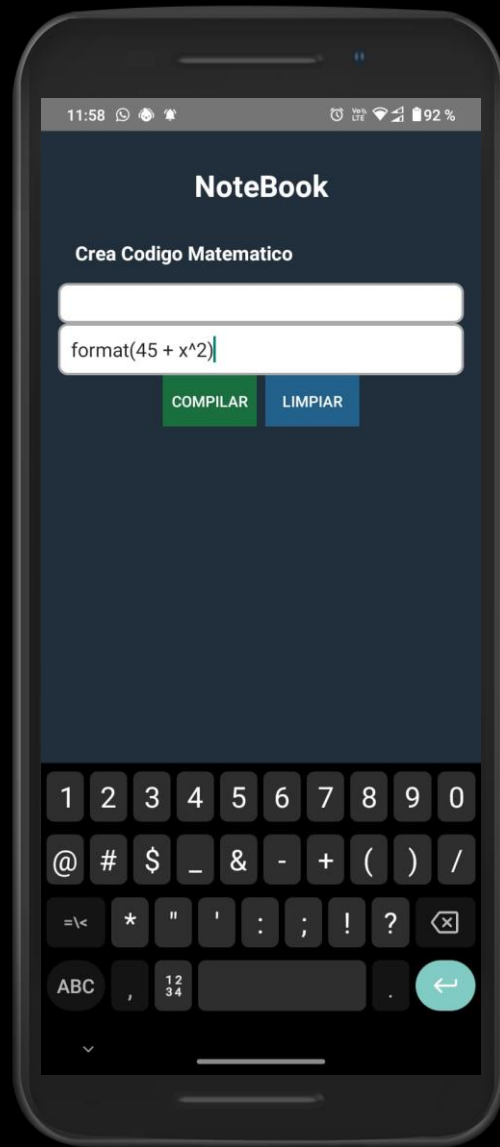 11:58 92 %
VoLTE
NoteBook
Crea Codigo Matematico
format(45 + x^2)
COMPILAR LIMPIAR
1 2 3 4 5 6 7 8 9 0
@ # $ _ & - + ( ) /
=\< * " ' : ; ! ?
ABC , 12 34 .